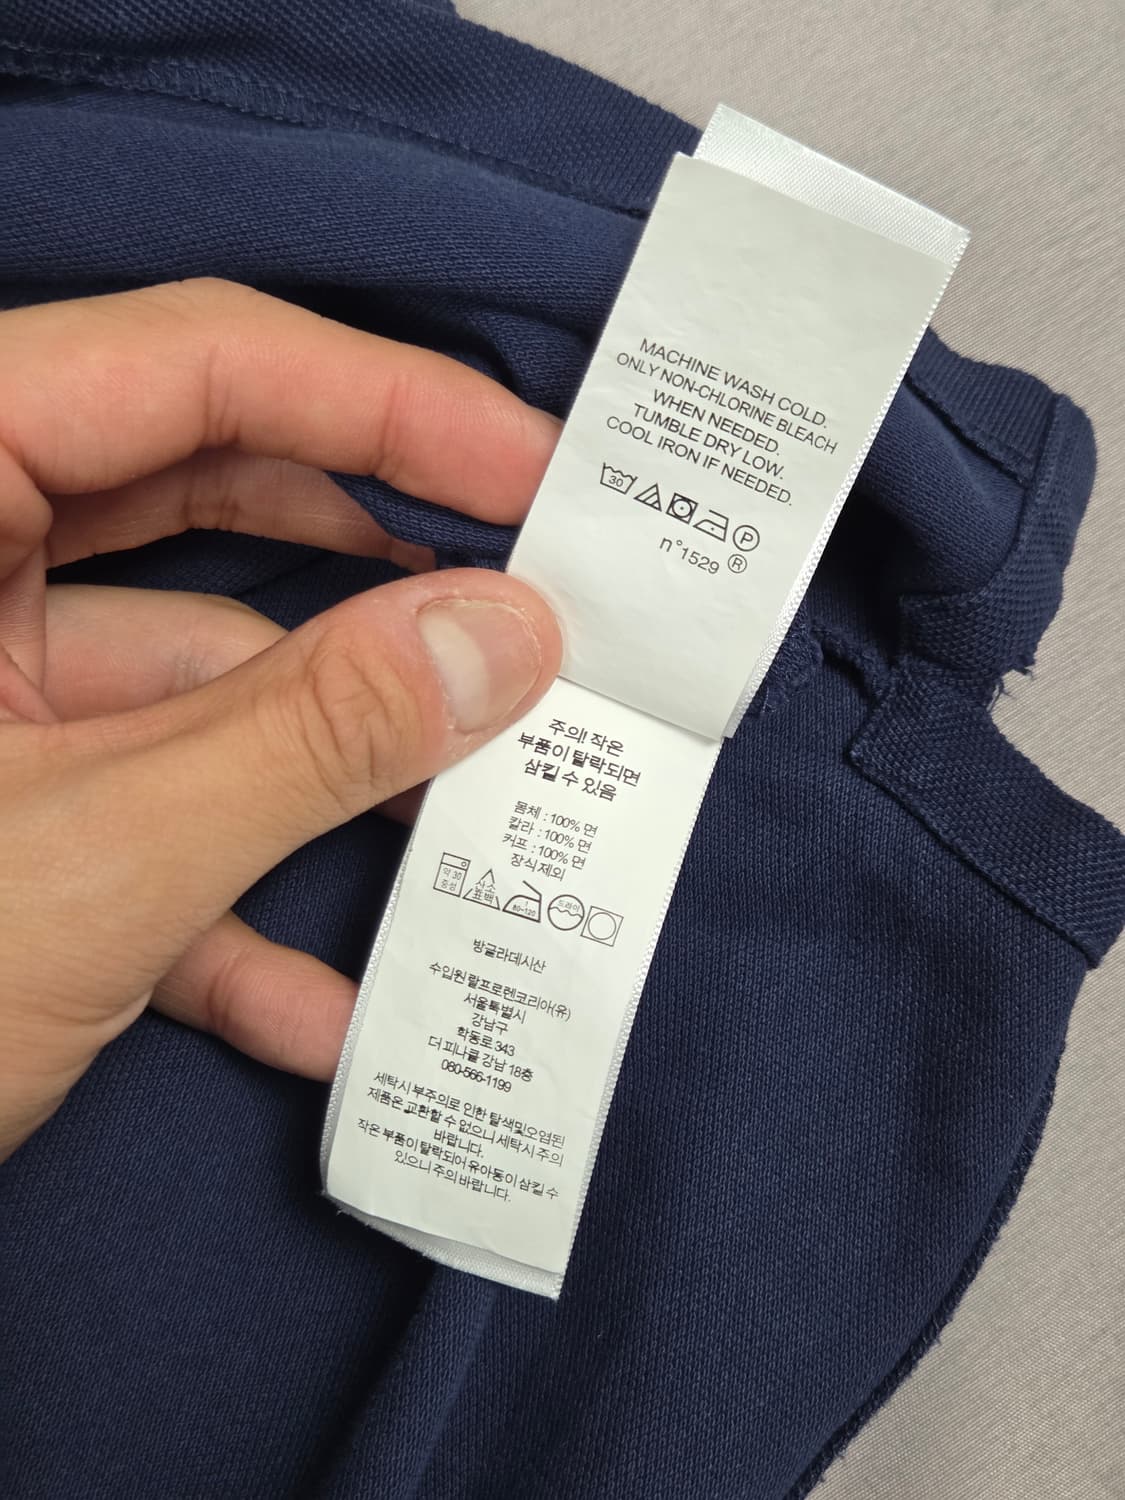 MACHINE WASH COLD.
ONLY NON-CHLORINE BLEACH
WHEN NEEDED.
TUMBLE DRY LOW.
COOL IRON IF NEEDED.
30 P
n°1529 ®
주의! 작은
부품이 탈락되면
삼킬 수 있음
몸체 : 100% 면
칼라 : 100% 면
커프 : 100% 면
장식제외
약 30 중성 산소 표백 1 80~120 드라이
방글라데시산
수입원 랄프로렌코리아(유)
서울특별시
강남구
학동로 343
더 피나클 강남 18층
080-566-1199
세탁시 부주의로 인한 탈색및오염된
제품은 교환할 수 없으니 세탁시 주의
바랍니다.
작은 부품이 탈락되어 유아동이 삼킬 수
있으니 주의 바랍니다.